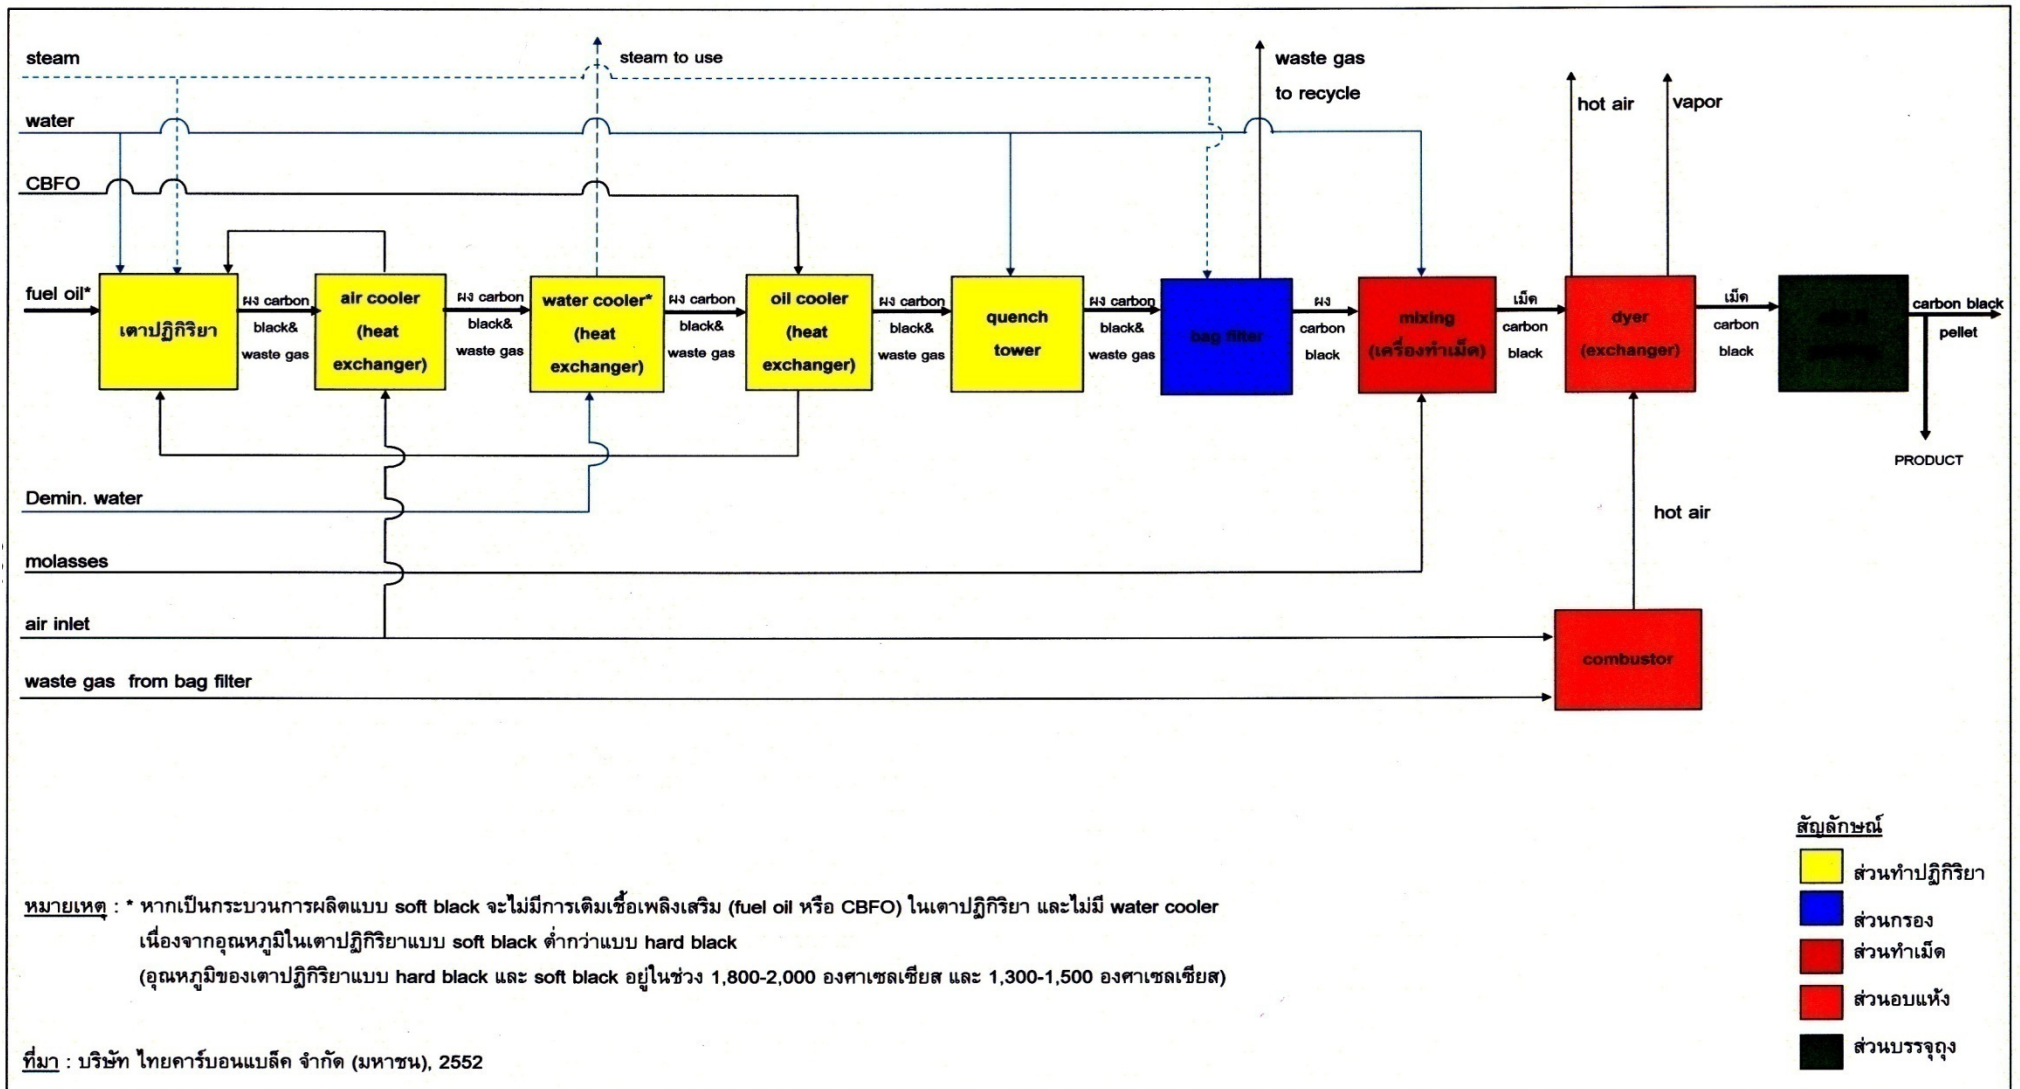 steam
steam to use
waste gas
to recycle
hot air
vapor
water
CBFO
fuel oil*
เตาปฏิกิริยา
ผง carbon
black&
waste gas
air cooler
(heat
exchanger)
ผง carbon
black&
waste gas
water cooler*
(heat
exchanger)
ผง carbon
black&
waste gas
oil cooler
(heat
exchanger)
ผง carbon
black&
waste gas
quench
tower
ผง carbon
black&
waste gas
bag filter
ผง
carbon
black
mixing
(เครื่องทำเม็ด)
เม็ด
carbon
black
dyer
(exchanger)
เม็ด
carbon
black
carbon black
pellet
PRODUCT
Demin. water
hot air
molasses
air inlet
combustor
waste gas from bag filter
สัญลักษณ์
ส่วนทำปฏิกิริยา
ส่วนกรอง
ส่วนทำเม็ด
ส่วนอบแห้ง
ส่วนบรรจุถุง
หมายเหตุ : * หากเป็นกระบวนการผลิตแบบ soft black จะไม่มีการเติมเชื้อเพลิงเสริม (fuel oil หรือ CBFO) ในเตาปฏิกิริยา และไม่มี water cooler
เนื่องจากอุณหภูมิในเตาปฏิกิริยาแบบ soft black ต่ำกว่าแบบ hard black
(อุณหภูมิของเตาปฏิกิริยาแบบ hard black และ soft black อยู่ในช่วง 1,800-2,000 องศาเซลเซียส และ 1,300-1,500 องศาเซลเซียส)
ที่มา : บริษัท ไทยคาร์บอนแบล็ค จำกัด (มหาชน), 2552